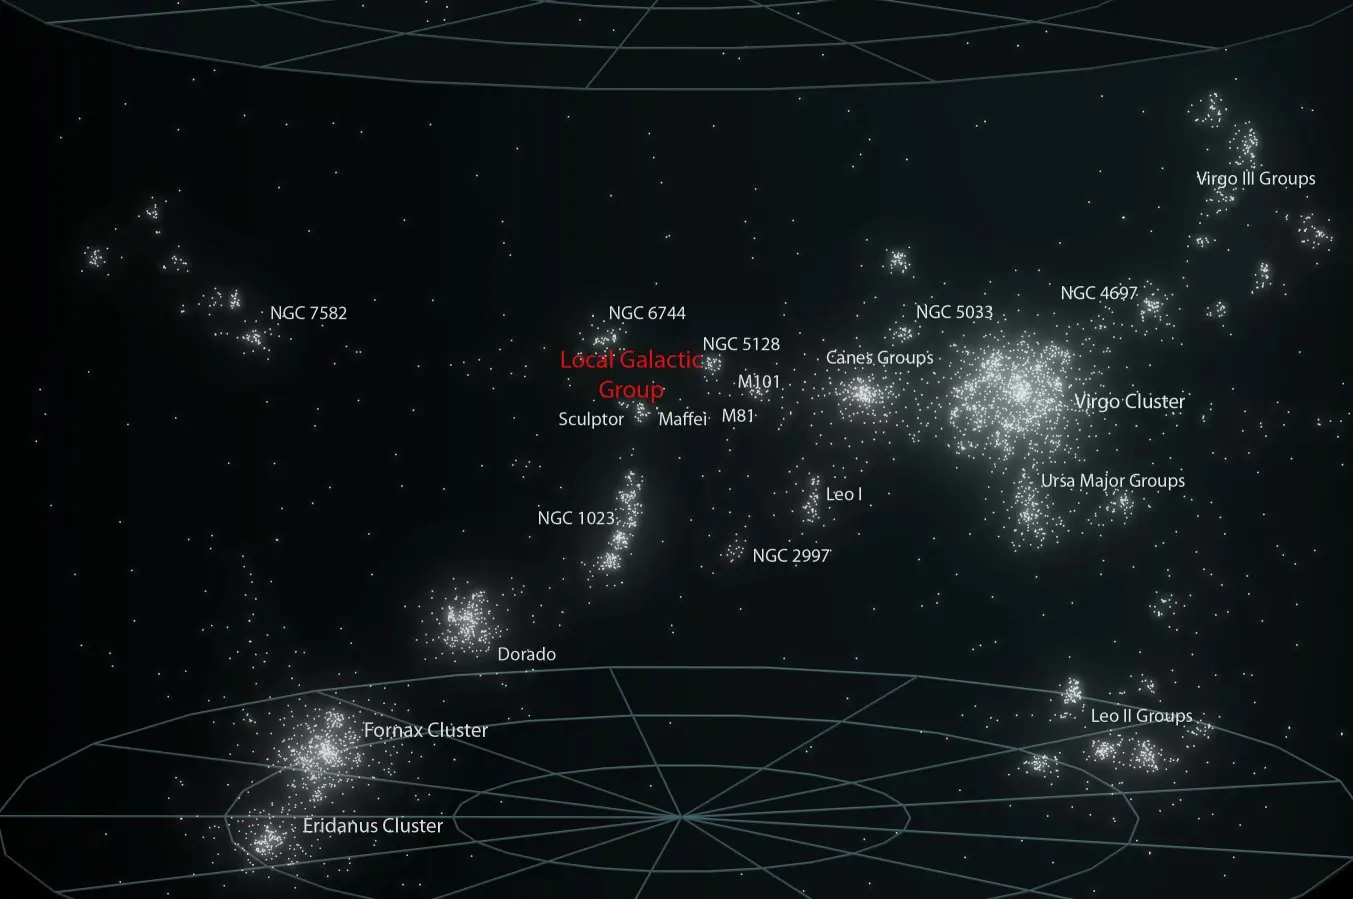 Virgo III Groups
NGC 4697
NGC 7582
NGC 6744
NGC 5033
NGC 5128
Canes Groups
Local Galactic
Group
M101
Virgo Cluster
Sculptor
Maffei
M81
Ursa Major Groups
Leo I
NGC 1023
NGC 2997
Dorado
Leo II Groups
Fornax Cluster
Eridanus Cluster